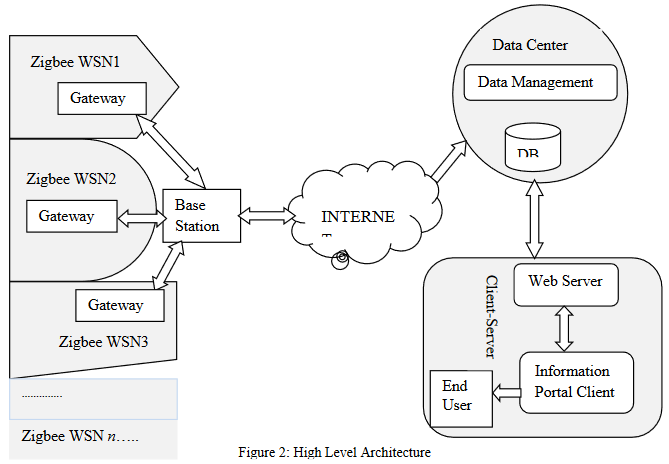 Zigbee WSN1
Gateway
Zigbee WSN2
Gateway
Gateway
Zigbee WSN3
..............
Zigbee WSN n…..
Base
Station
INTERNE
T
Data Center
Data Management
DB
Client-Server
Web Server
Information
Portal Client
End
User
Figure 2: High Level Architecture